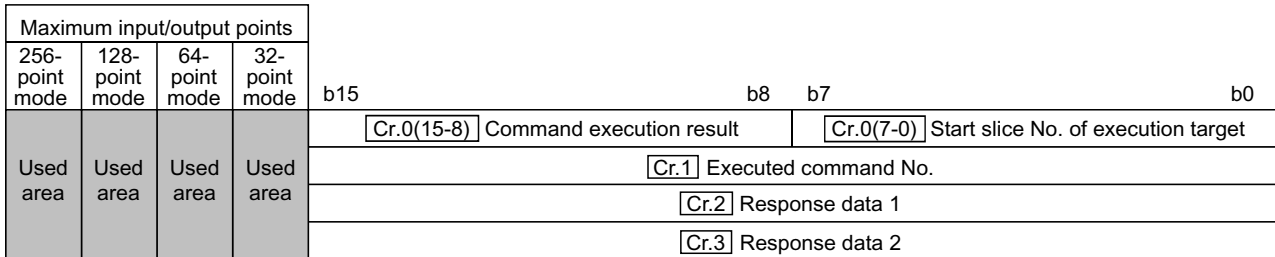 Maximum input/output points
256-point mode
128-point mode
64-point mode
32-point mode
b15 b8 b7 b0
Cr.0(15-8) Command execution result
Cr.0(7-0) Start slice No. of execution target
Used area
Used area
Used area
Used area
Cr.1 Executed command No.
Cr.2 Response data 1
Cr.3 Response data 2